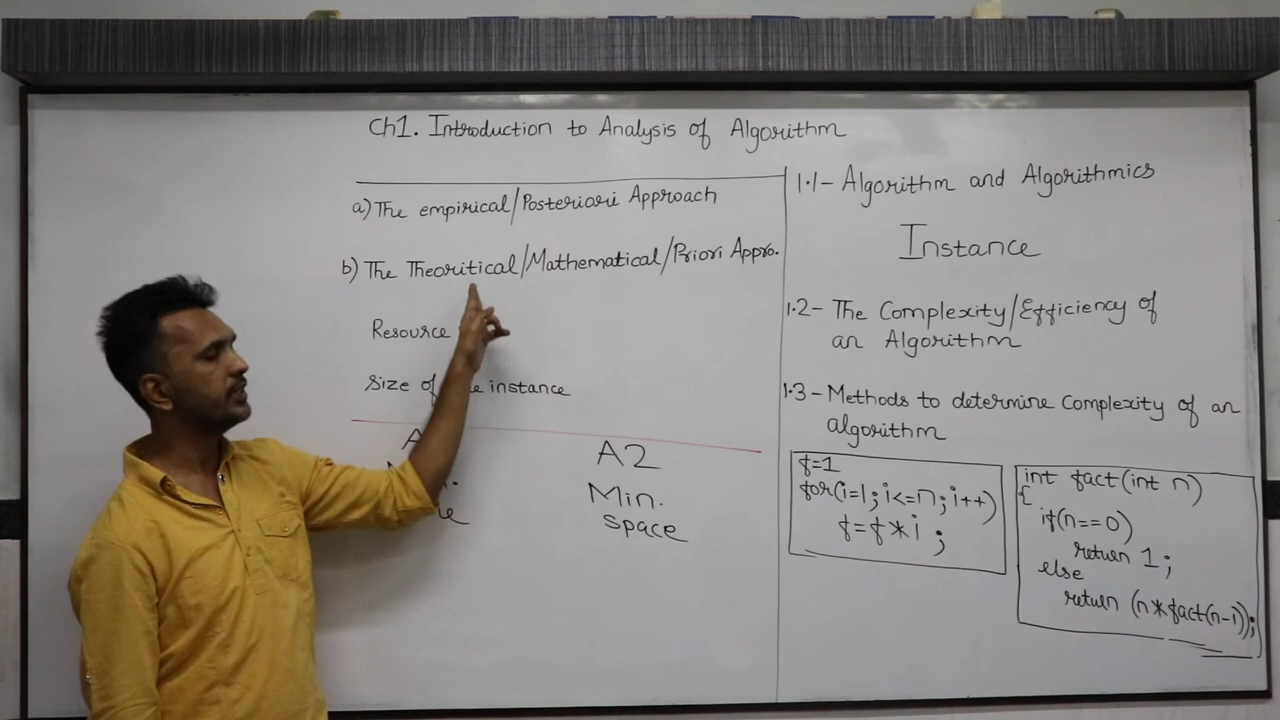 Ch1. Introduction to Analysis of Algorithm
a) The empirical/Posteriori Approach
b) The Theoritical/Mathematical/Priori Appro.
Resource
Size of instance
A2
Min.
space
1.1- Algorithm and Algorithmics
Instance
1.2- The Complexity/Efficiency of
an Algorithm
1.3- Methods to determine Complexity of an
algorithm
f=1
for(i=1;i<=n;i++)
f=f*i;
int fact(int n)
{
if(n==0)
return 1;
else
return (n*fact(n-1));